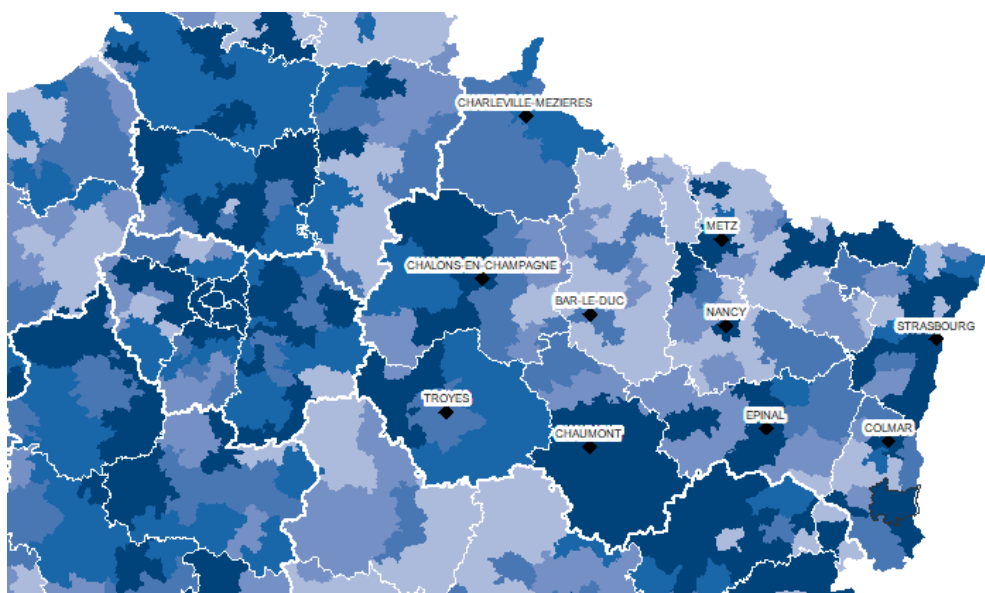 CHARLEVILLE-MEZIERES
METZ
CHALONS-EN-CHAMPAGNE
BAR-LE-DUC
NANCY
STRASBOURG
TROYES
EPINAL
COLMAR
CHAUMONT